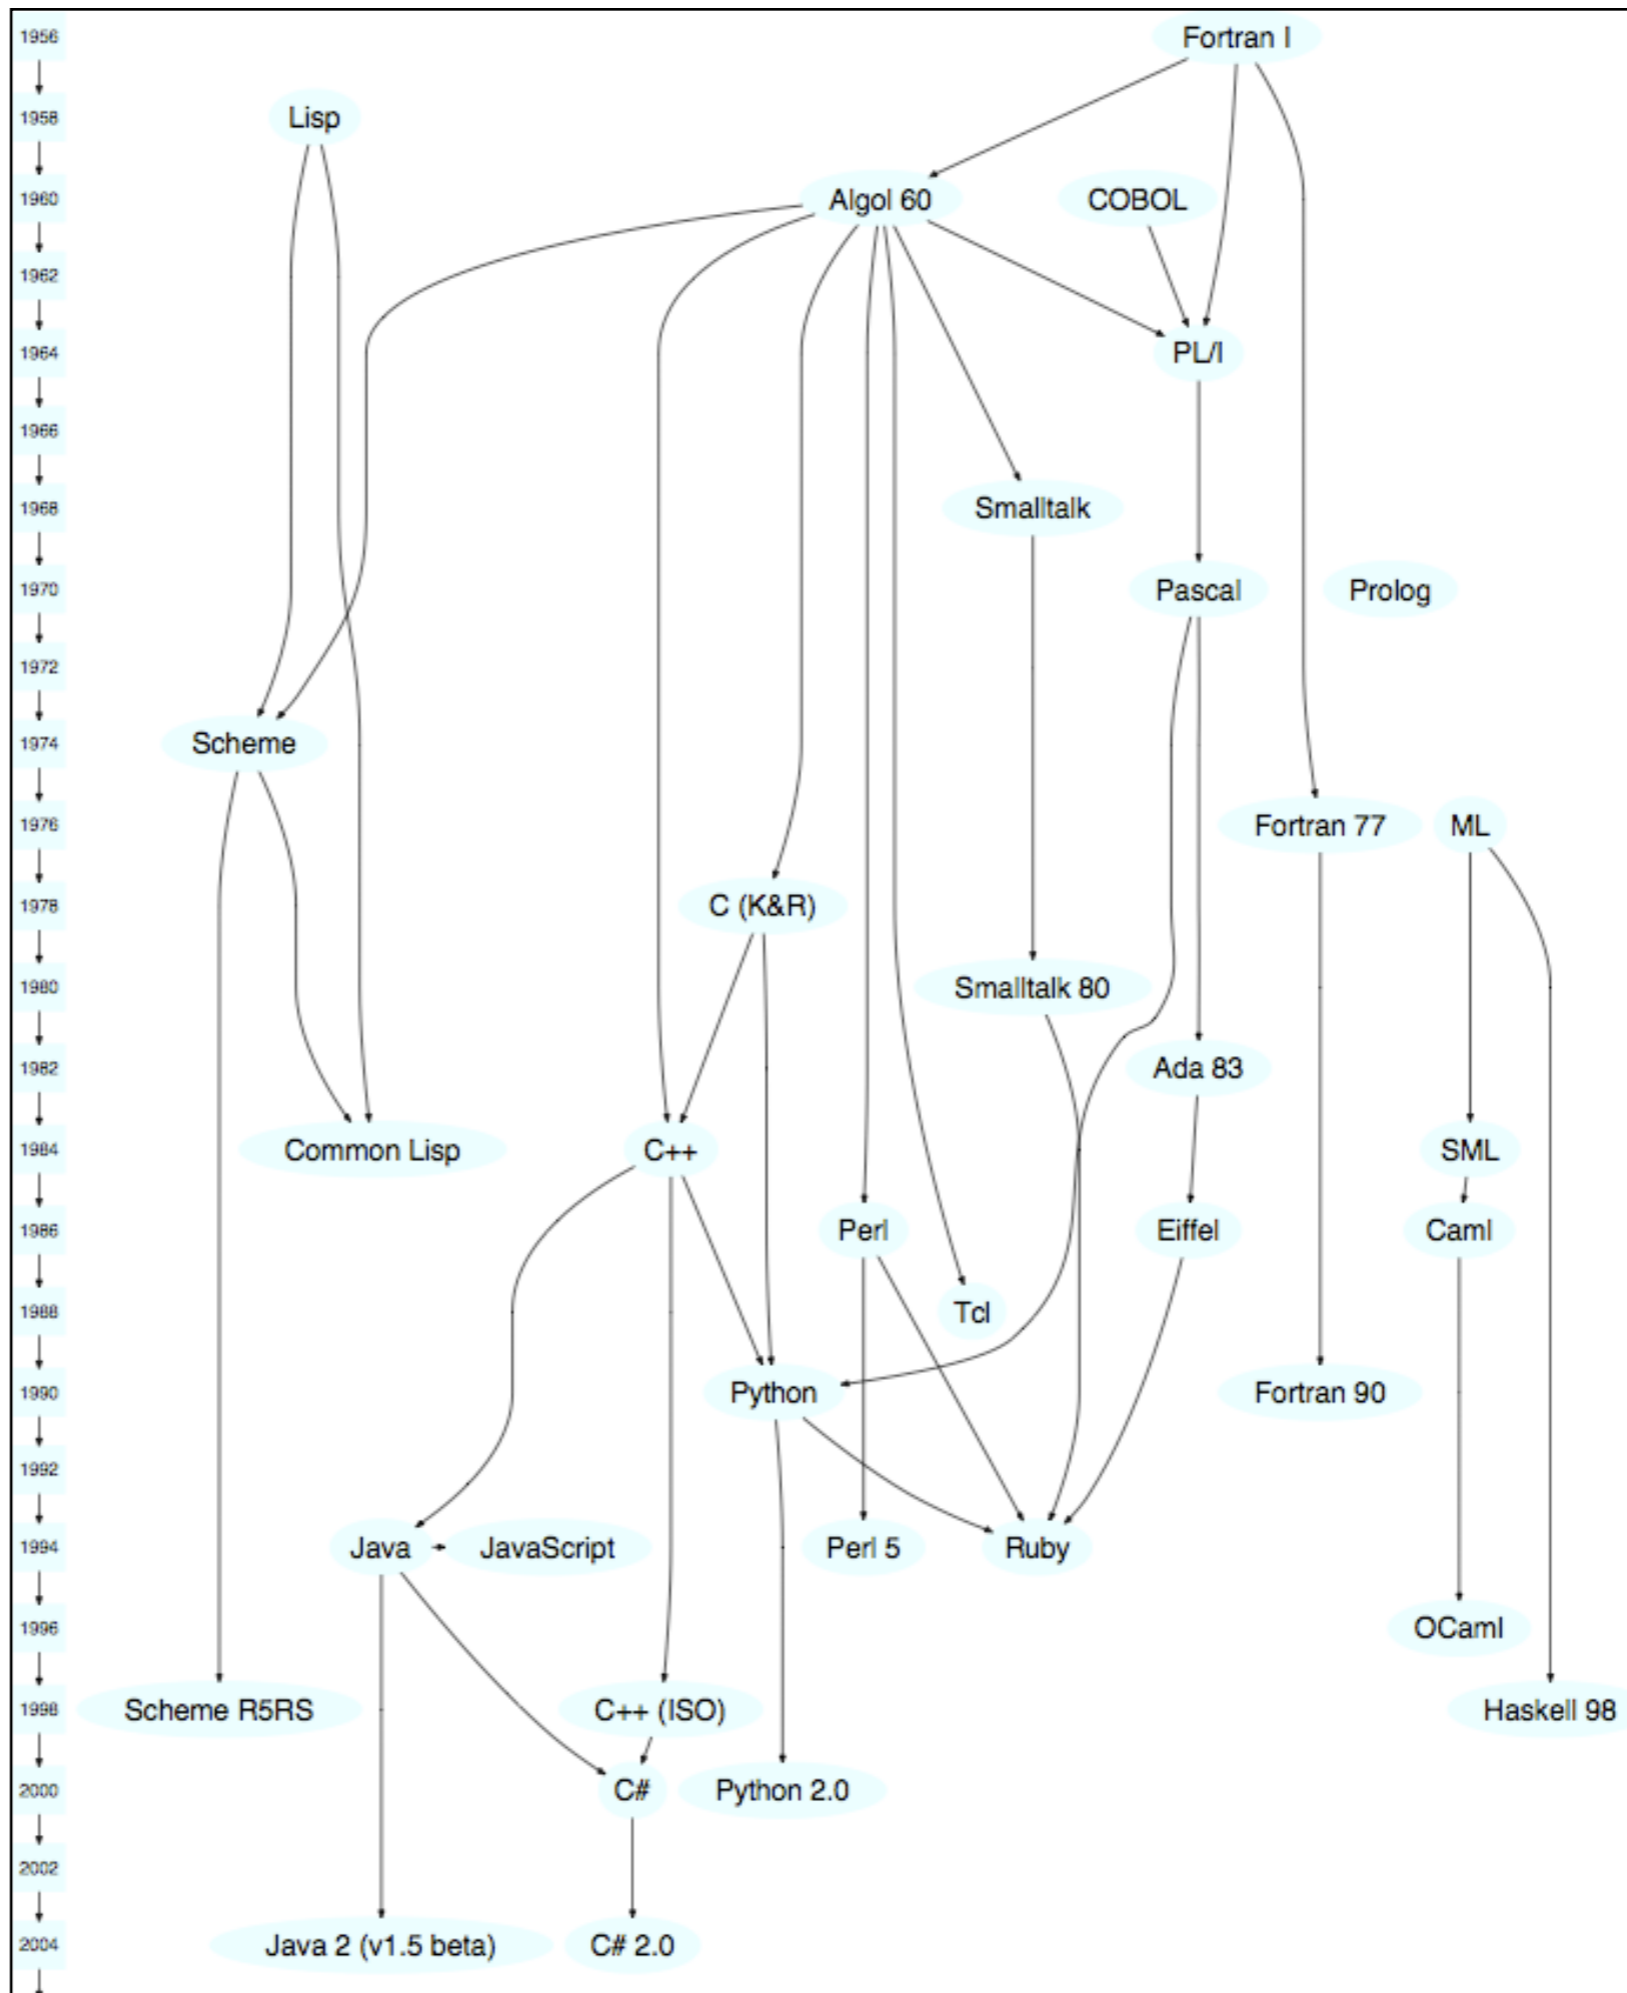 1956
Fortran I
1958
Lisp
1960
Algol 60
COBOL
1962
1964
PL/I
1966
1968
Smalltalk
1970
Pascal
Prolog
1972
1974
Scheme
1976
Fortran 77
ML
1978
C (K&R)
1980
Smalltalk 80
1982
Ada 83
1984
Common Lisp
C++
SML
1986
Perl
Eiffel
Caml
1988
Tcl
1990
Python
Fortran 90
1992
1994
Java
JavaScript
Perl 5
Ruby
1996
OCaml
1998
Scheme R5RS
C++ (ISO)
Haskell 98
2000
C#
Python 2.0
2002
2004
Java 2 (v1.5 beta)
C# 2.0